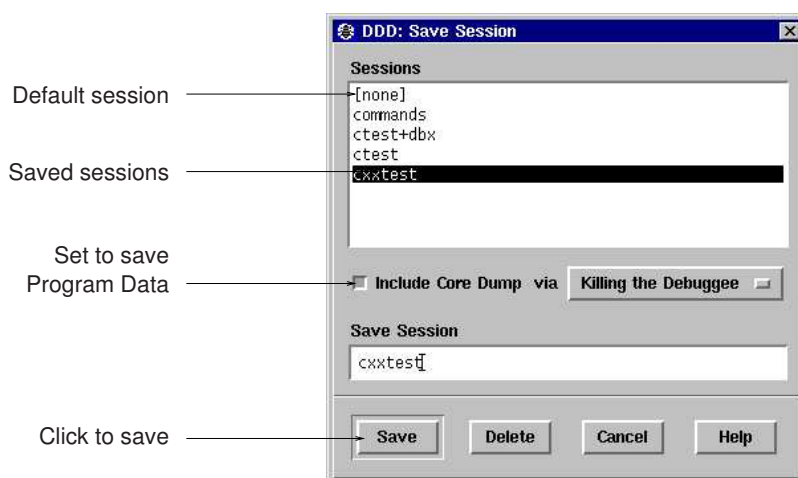 DDD: Save Session
Sessions
Default session
[none]
commands
ctest+dbx
ctest
Saved sessions
cxxtest
Set to save
Program Data
Include Core Dump via
Killing the Debuggee
Save Session
cxxtest
Click to save
Save
Delete
Cancel
Help